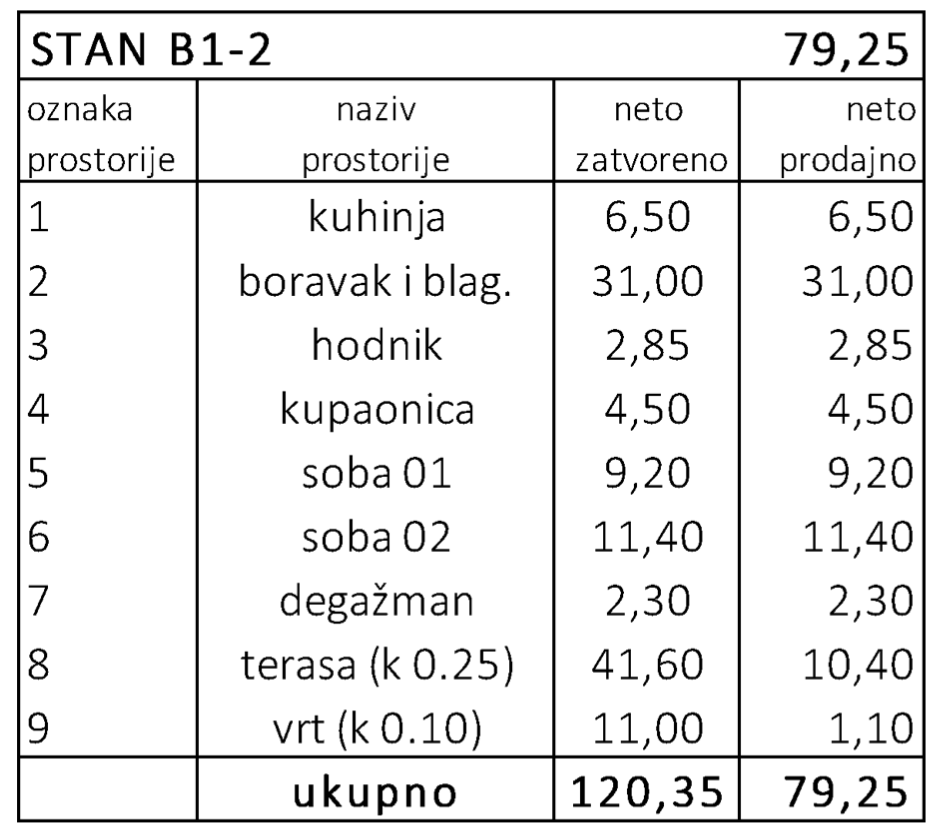 STAN B1-2 79,25
oznaka naziv neto neto
prostorije prostorije zatvoreno prodajno
1 kuhinja 6,50 6,50
2 boravak i blag. 31,00 31,00
3 hodnik 2,85 2,85
4 kupaonica 4,50 4,50
5 soba 01 9,20 9,20
6 soba 02 11,40 11,40
7 degažman 2,30 2,30
8 terasa (k 0.25) 41,60 10,40
9 vrt (k 0.10) 11,00 1,10
ukupno 120,35 79,25